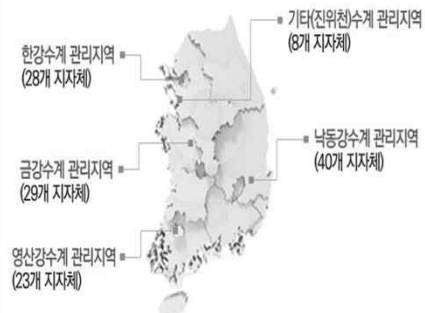 기타(진위천)수계 관리지역
(8개 지자체)
한강수계 관리지역
(28개 지자체)
낙동강수계 관리지역
(40개 지자체)
금강수계 관리지역
(29개 지자체)
영산강수계 관리지역
(23개 지자체)